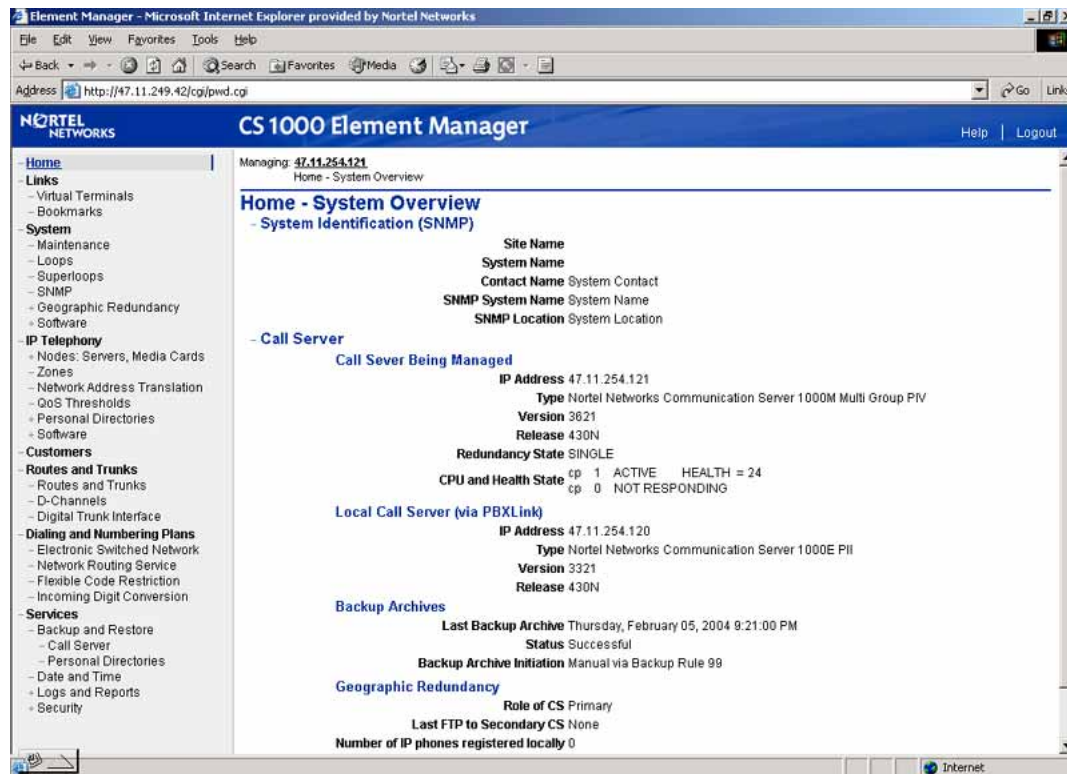 Element Manager - Microsoft Internet Explorer provided by Nortel Networks
File Edit View Favorites Tools Help
Back Search Favorites Media
Address http://47.11.249.42/cgi/pwd.cgi Go Links
NORTEL NETWORKS
CS 1000 Element Manager
Help | Logout
- Home
- Links
- Virtual Terminals
- Bookmarks
- System
- Maintenance
- Loops
- Superloops
- SNMP
+ Geographic Redundancy
+ Software
- IP Telephony
+ Nodes: Servers, Media Cards
- Zones
- Network Address Translation
- QoS Thresholds
+ Personal Directories
+ Software
- Customers
- Routes and Trunks
- Routes and Trunks
- D-Channels
- Digital Trunk Interface
- Dialing and Numbering Plans
- Electronic Switched Network
- Network Routing Service
- Flexible Code Restriction
- Incoming Digit Conversion
- Services
- Backup and Restore
- Call Server
- Personal Directories
- Date and Time
+ Logs and Reports
+ Security
Managing: 47.11.254.121
Home - System Overview
Home - System Overview
- System Identification (SNMP)
Site Name
System Name
Contact Name System Contact
SNMP System Name System Name
SNMP Location System Location
- Call Server
Call Sever Being Managed
IP Address 47.11.254.121
Type Nortel Networks Communication Server 1000M Multi Group PIV
Version 3621
Release 430N
Redundancy State SINGLE
CPU and Health State cp 1 ACTIVE HEALTH = 24
cp 0 NOT RESPONDING
Local Call Server (via PBXLink)
IP Address 47.11.254.120
Type Nortel Networks Communication Server 1000E PII
Version 3321
Release 430N
Backup Archives
Last Backup Archive Thursday, February 05, 2004 9:21:00 PM
Status Successful
Backup Archive Initiation Manual via Backup Rule 99
Geographic Redundancy
Role of CS Primary
Last FTP to Secondary CS None
Number of IP phones registered locally 0
Internet